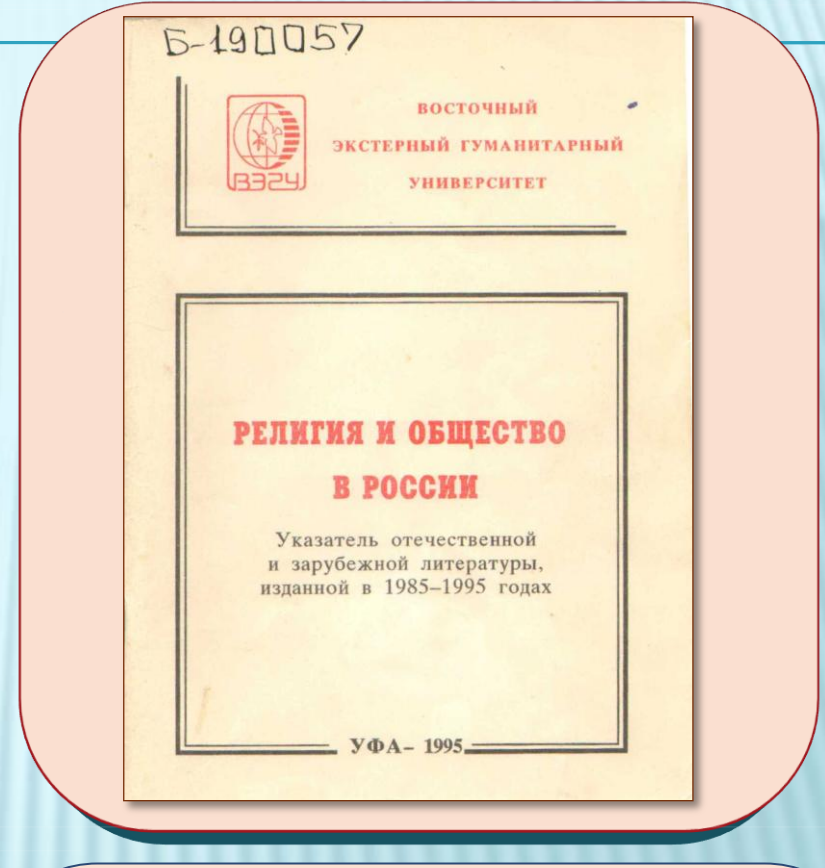 Б-190057
ВОСТОЧНЫЙ
ЭКСТЕРНЫЙ ГУМАНИТАРНЫЙ
УНИВЕРСИТЕТ
ВЭГУ
РЕЛИГИЯ И ОБЩЕСТВО
В РОССИИ
Указатель отечественной
и зарубежной литературы,
изданной в 1985–1995 годах
УФА– 1995